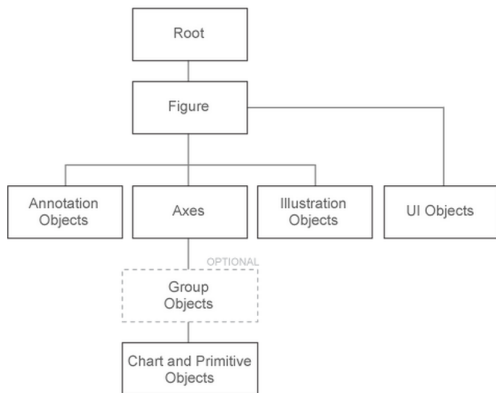 Root
Figure
Annotation
Objects
Axes
Illustration
Objects
UI Objects
OPTIONAL
Group
Objects
Chart and Primitive
Objects